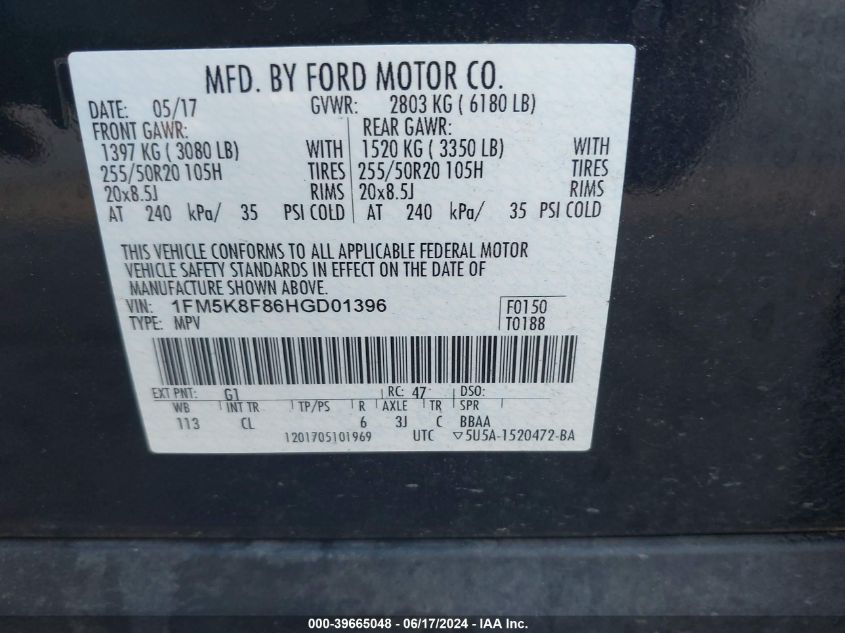 MFD. BY FORD MOTOR CO.
DATE: 05/17 GVWR: 2803 KG ( 6180 LB)
FRONT GAWR: REAR GAWR:
1397 KG ( 3080 LB) WITH 1520 KG ( 3350 LB) WITH
255/50R20 105H TIRES 255/50R20 105H TIRES
20x8.5J RIMS 20x8.5J RIMS
AT 240 kPa/ 35 PSI COLD AT 240 kPa/ 35 PSI COLD
THIS VEHICLE CONFORMS TO ALL APPLICABLE FEDERAL MOTOR
VEHICLE SAFETY STANDARDS IN EFFECT ON THE DATE OF
MANUFACTURE SHOWN ABOVE.
VIN: 1FM5K8F86HGD01396 F0150
TYPE: MPV T0188
EXT PNT: G1 RC: 47 DSO:
WB INT TR TP/PS R AXLE TR SPR
113 CL 6 3J C BBAA
1201705101969 UTC ▽5U5A-1520472-BA
000-39665048 - 06/17/2024 - IAAI.com